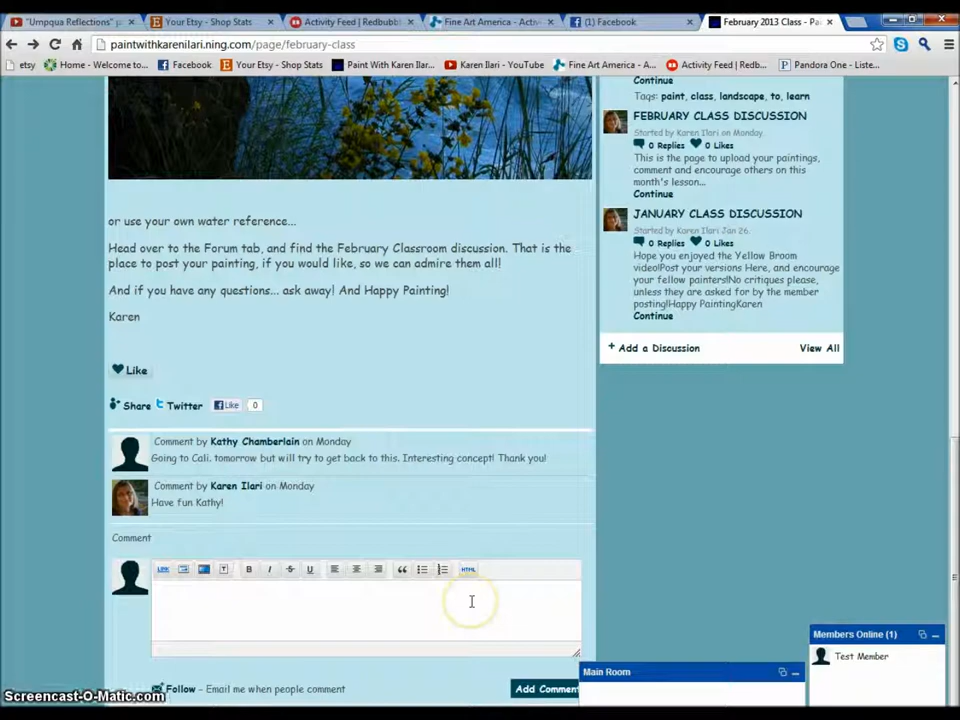 "Umpqua Reflections" p
Your Etsy - Shop Stats
Activity Feed | Redbubbl
Fine Art America - Activ
(1) Facebook
February 2013 Class - Pai
paintwithkarenilari.ning.com/page/february-class
etsy
Home - Welcome to...
Facebook
Your Etsy - Shop Stats
Paint With Karen Ilar...
Karen Ilari - YouTube
Fine Art America - A...
Activity Feed | Redb...
Pandora One - Liste...
Continue
Tags: paint, class, landscape, to, learn
FEBRUARY CLASS DISCUSSION
Started by Karen Ilari on Monday.
0 Replies 0 Likes
This is the page to upload your paintings,
comment and encourage others on this
month's lesson...
Continue
JANUARY CLASS DISCUSSION
Started by Karen Ilari Jan 26.
0 Replies 0 Likes
Hope you enjoyed the Yellow Broom
video!Post your versions Here, and encourage
your fellow painters!No critiques please,
unless they are asked for by the member
posting!Happy PaintingKaren
Continue
+ Add a Discussion
View All
or use your own water reference...
Head over to the Forum tab, and find the February Classroom discussion. That is the
place to post your painting, if you would like, so we can admire them all!
And if you have any questions... ask away! And Happy Painting!
Karen
Like
Share Twitter Like 0
Comment by Kathy Chamberlain on Monday
Going to Cali. tomorrow but will try to get back to this. Interesting concept! Thank you!
Comment by Karen Ilari on Monday
Have fun Kathy!
Comment
LINK T B I S U HTML
Follow - Email me when people comment
Add Comment
Main Room
Members Online (1)
Test Member
Screencast-O-Matic.com